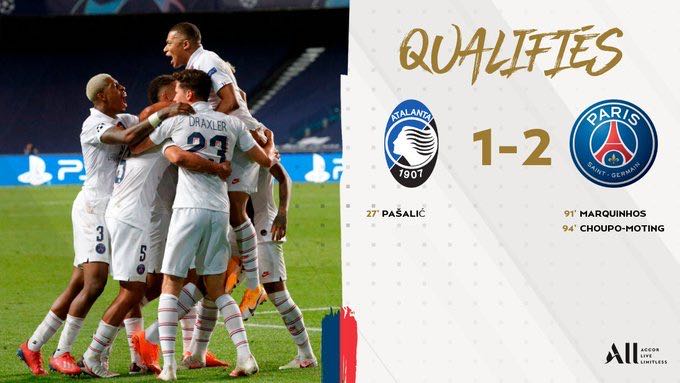 QUALIFIÉS
ATALANTA
1907
1-2
PARIS
SAINT-GERMAIN
27' PAŠALIĆ
91' MARQUINHOS
94' CHOUPO-MOTING
DRAXLER
23
3
5
ALL
ACCOR
LIVE
LIMITLESS